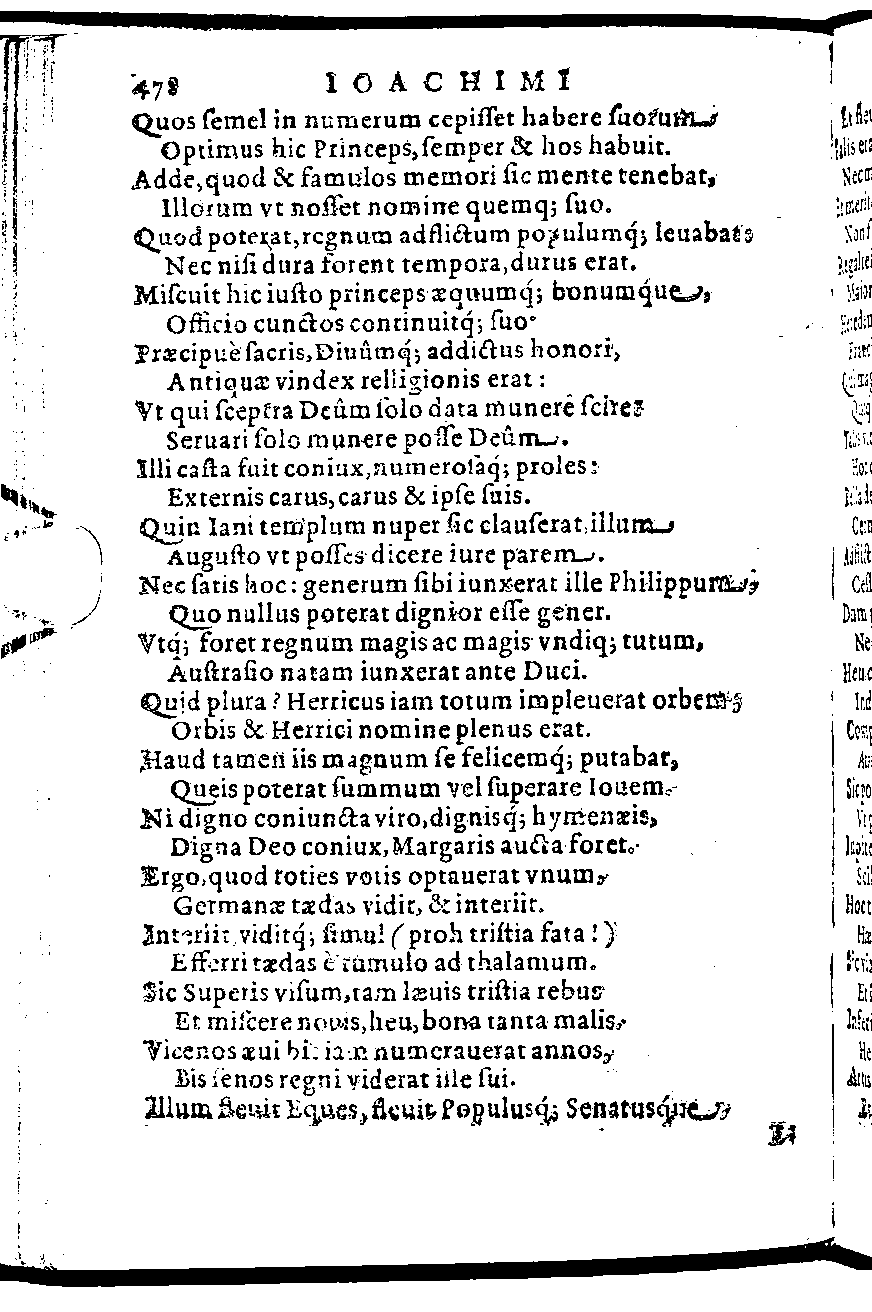 478 IOACHIMI
Quos ſemel in numerum cepiſſet habere ſuorum,
Optimus hic Princeps, ſemper & hos habuit.
Adde, quod & famulos memori ſic mente tenebat,
Illorum vt noſſet nomine quemq; ſuo.
Quod poterat, regnum adflictum populumq́; leuabat:
Nec niſi dura forent tempora, durus erat.
Miſcuit hic iuſto princeps æquumq́; bonumq́ue,
Officio cunctos continuitq́; ſuo.
Præcipuè ſacris, Diuûmq́; addictus honori,
Antiquæ vindex relligionis erat:
Vt qui ſceptra Deûm ſolo data munere ſciret
Seruari ſolo munere poſſe Deûm.
Illi caſta fuit coniux, numeroſaq́; proles:
Externis carus, carus & ipſe ſuis.
Quin Iani templum nuper ſic clauſerat, illum
Auguſto vt poſſes dicere iure parem.
Nec ſatis hoc: generum ſibi iunxerat ille Philippum,
Quo nullus poterat dignior eſſe gener.
Vtq́; foret regnum magis ac magis vndiq; tutum,
Auſtraſio natam iunxerat ante Duci.
Quid plura? Herricus iam totum impleuerat orbem,
Orbis & Herrici nomine plenus erat.
Haud tamen iis magnum ſe felicemq́; putabat,
Queis poterat ſummum vel ſuperare Iouem.
Ni digno coniuncta viro, dignisq́; hymenæis,
Digna Deo coniux, Margaris aucta foret.
Ergo, quod toties votis optauerat vnum,
Germanæ tædas vidit, & interiit.
Interiit, viditq́; ſimul (proh triſtia fata!)
Efferri tædas è tumulo ad thalamum.
Sic Superis viſum, tam læuis triſtia rebus
Et miſcere nouis, heu, bona tanta malis.
Vicenos æui bis iam numerauerat annos,
Bis ſenos regni viderat ille ſui.
Illum fleuit Eques, fleuit Populusq́; Senatusq́ue,